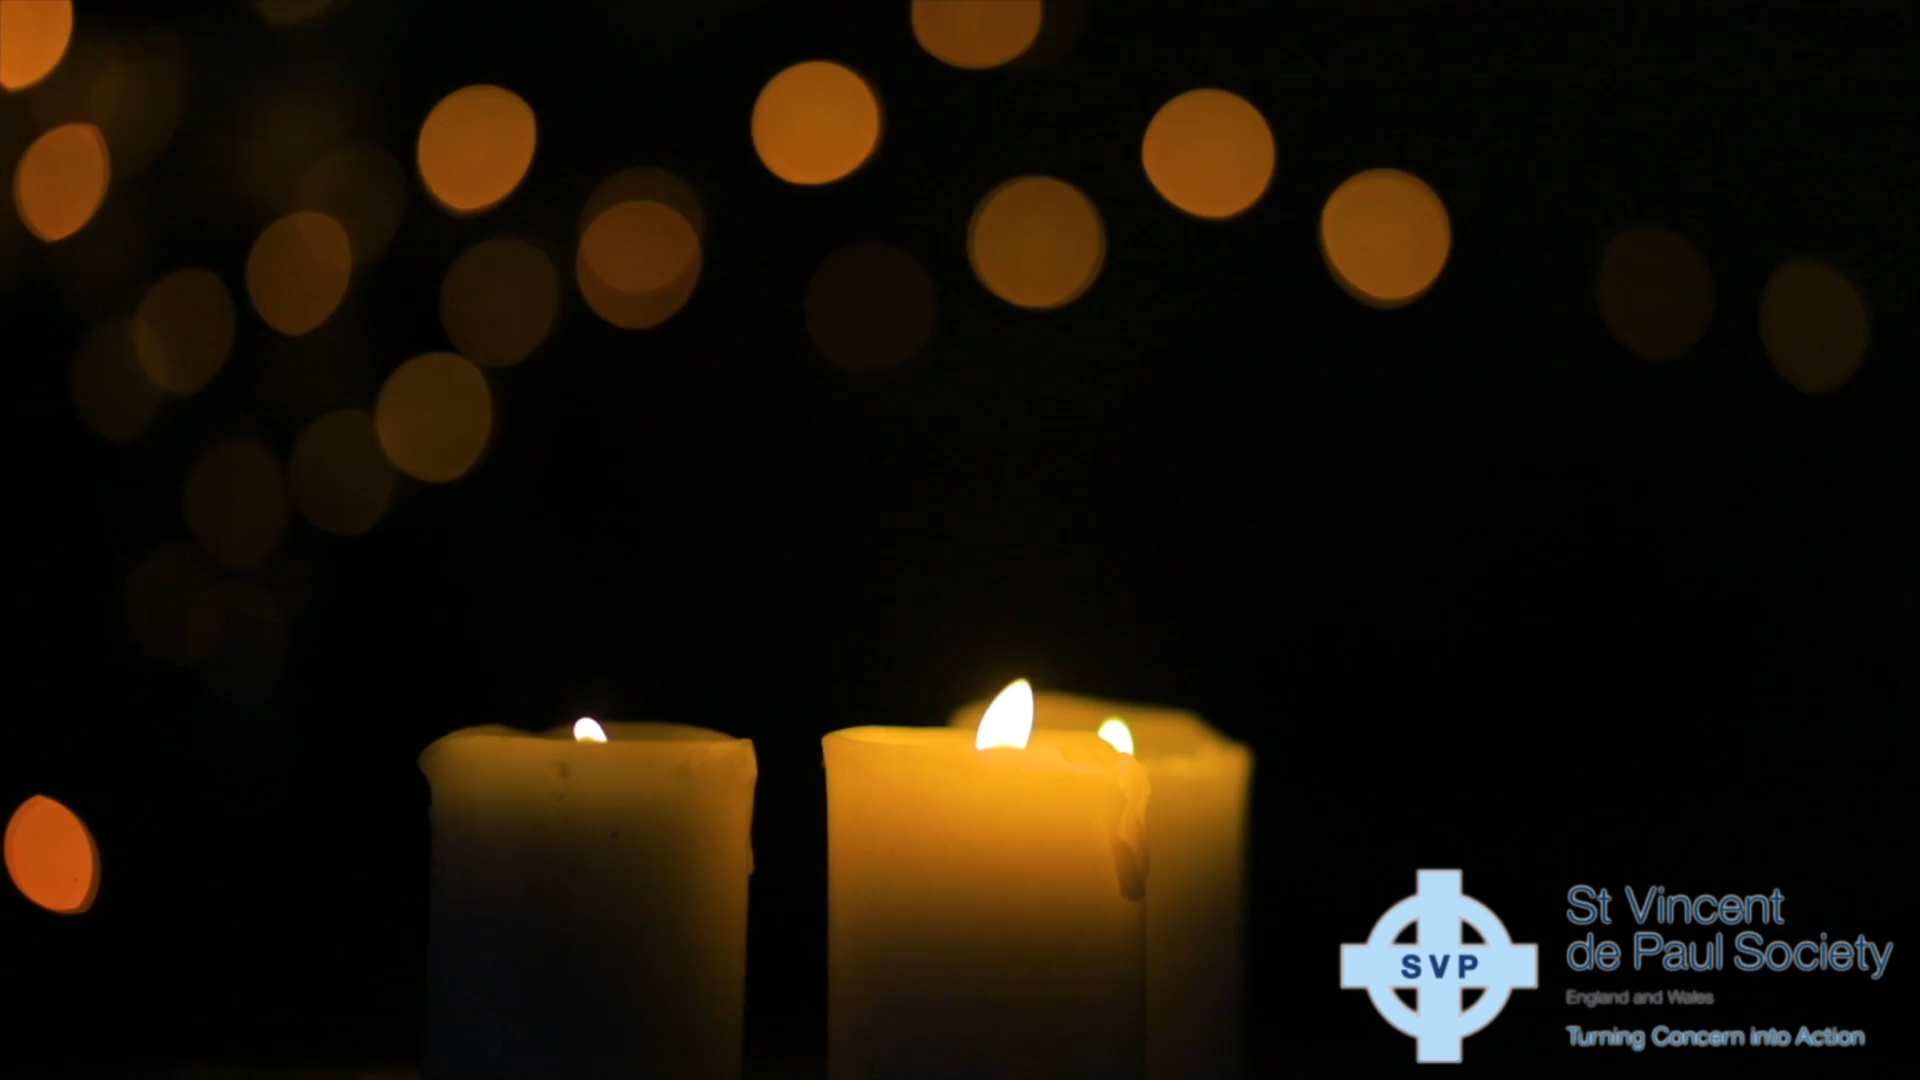 SVP
St Vincent
de Paul Society
England and Wales
Turning Concern into Action